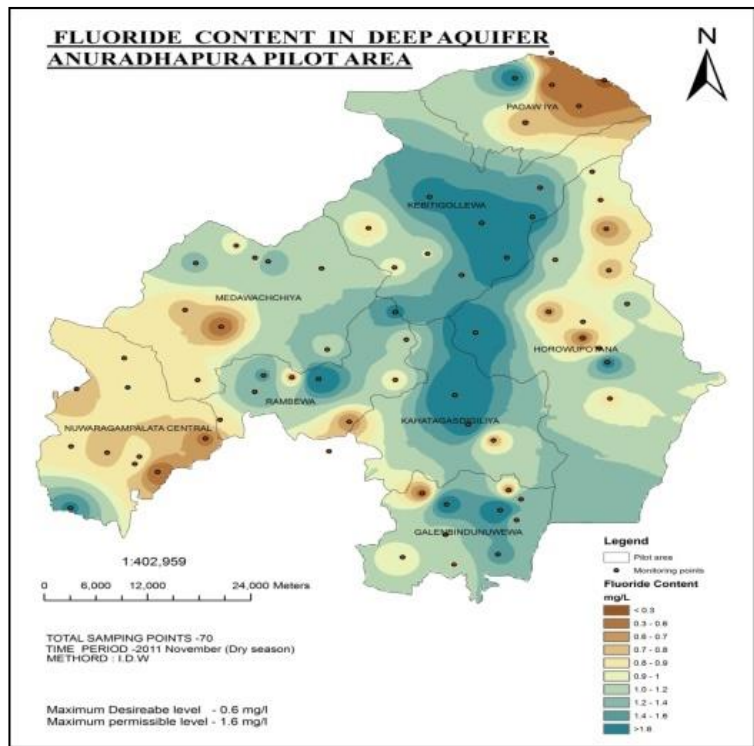 FLUORIDE CONTENT IN DEEP AQUIFER
ANURADHAPURA PILOT AREA
N
PADAW IYA
KEBITIGOLLEWA
MEDAWACHCHIYA
HOROWUPOTANA
RAMBEWA
KAHATAGASDIGILIYA
NUWARAGAMPALATA CENTRAL
GALENBINDUNUWEWA
1:402,959
0 6,000 12,000 24,000 Meters
Legend
Pilot area
Monitoring points
Fluoride Content
mg/L
< 0.3
0.3 - 0.6
0.6 - 0.7
0.7 - 0.8
0.8 - 0.9
0.9 - 1
1.0 - 1.2
1.2 - 1.4
1.4 - 1.6
>1.6
TOTAL SAMPING POINTS -70
TIME PERIOD -2011 November (Dry season)
METHORD : I.D.W
Maximum Desireabe level - 0.6 mg/l
Maximum permissible level - 1.6 mg/l